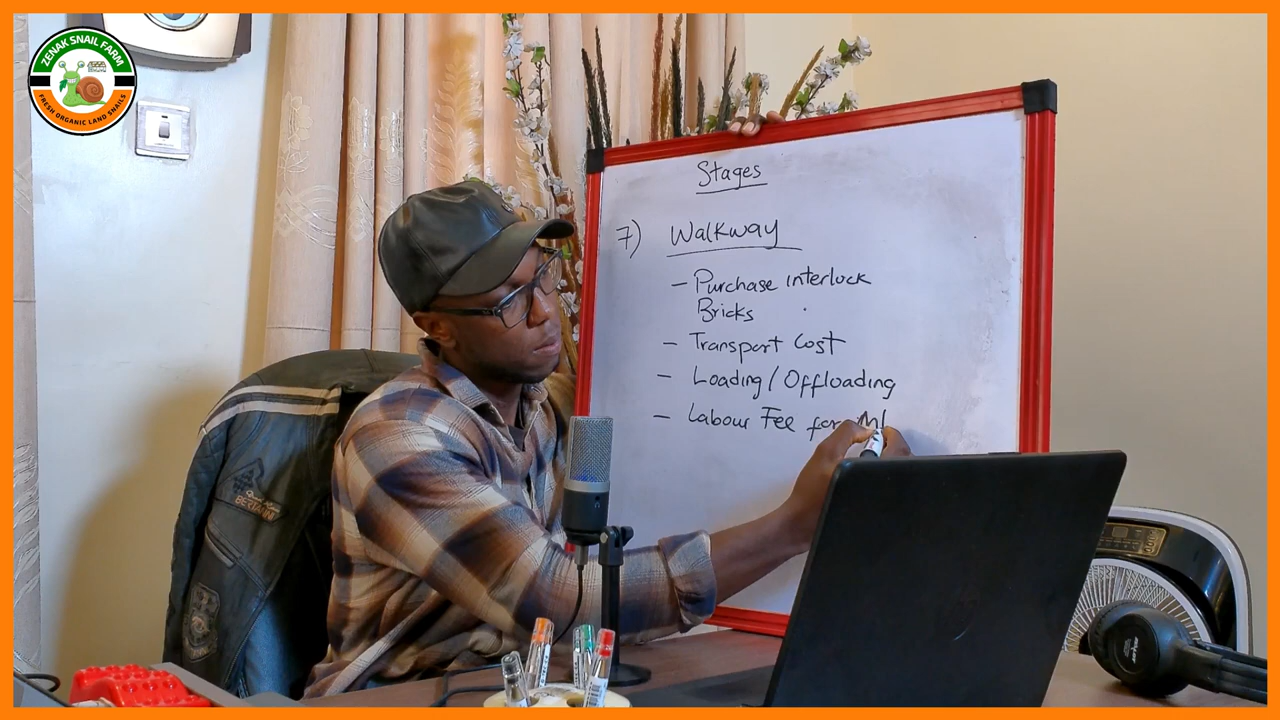 ZENAK SNAIL FARM
FRESH ORGANIC LAND SNAILS
Stages
7) Walkway
- Purchase interlock
Bricks
- Transport Cost
- Loading / Offloading
- Labour Fee for
BERTARINI